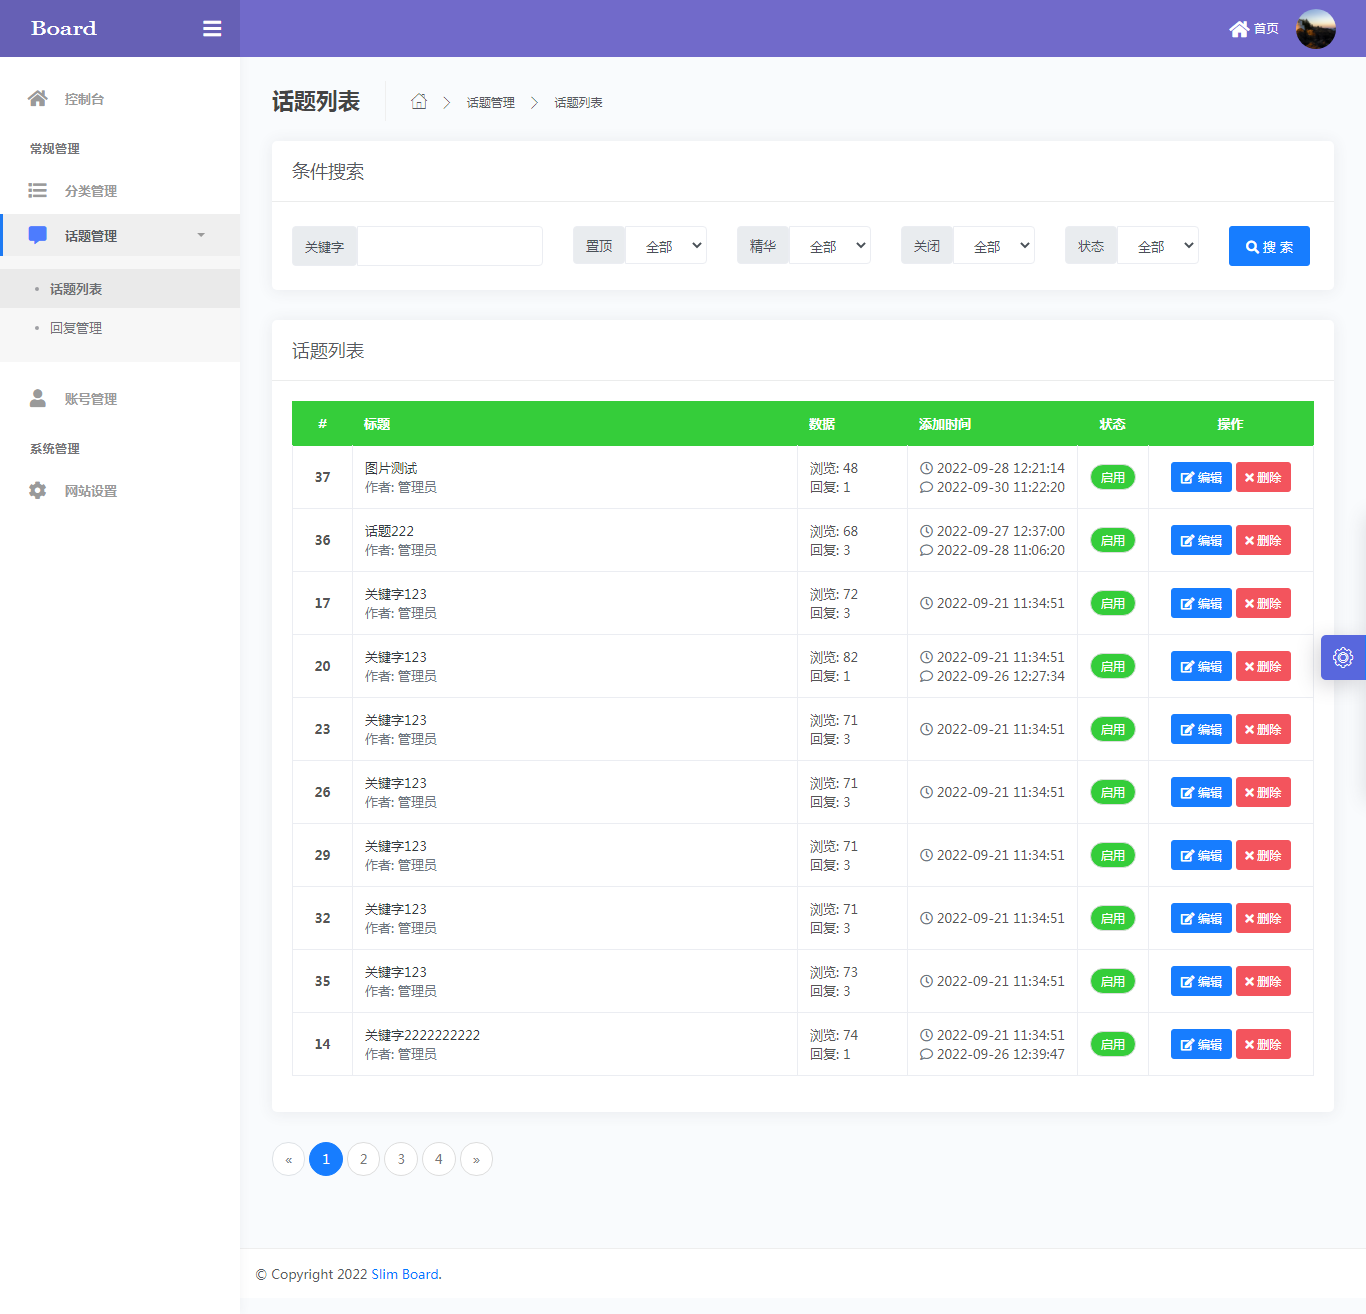 Board
首页
控制台
常规管理
分类管理
话题管理
话题列表
回复管理
账号管理
系统管理
网站设置
话题列表
话题管理
话题列表
条件搜索
关键字
置顶 全部
精华 全部
关闭 全部
状态 全部
搜 索
话题列表
# 标题 数据 添加时间 状态 操作
37 图片测试 浏览: 48 2022-09-28 12:21:14 启用 编辑 删除
作者: 管理员 回复: 1 2022-09-30 11:22:20
36 话题222 浏览: 68 2022-09-27 12:37:00 启用 编辑 删除
作者: 管理员 回复: 3 2022-09-28 11:06:20
17 关键字123 浏览: 72 2022-09-21 11:34:51 启用 编辑 删除
作者: 管理员 回复: 3
20 关键字123 浏览: 82 2022-09-21 11:34:51 启用 编辑 删除
作者: 管理员 回复: 1 2022-09-26 12:27:34
23 关键字123 浏览: 71 2022-09-21 11:34:51 启用 编辑 删除
作者: 管理员 回复: 3
26 关键字123 浏览: 71 2022-09-21 11:34:51 启用 编辑 删除
作者: 管理员 回复: 3
29 关键字123 浏览: 71 2022-09-21 11:34:51 启用 编辑 删除
作者: 管理员 回复: 3
32 关键字123 浏览: 71 2022-09-21 11:34:51 启用 编辑 删除
作者: 管理员 回复: 3
35 关键字123 浏览: 73 2022-09-21 11:34:51 启用 编辑 删除
作者: 管理员 回复: 3
14 关键字2222222222 浏览: 74 2022-09-21 11:34:51 启用 编辑 删除
作者: 管理员 回复: 1 2022-09-26 12:39:47
« 1 2 3 4 »
© Copyright 2022 Slim Board.